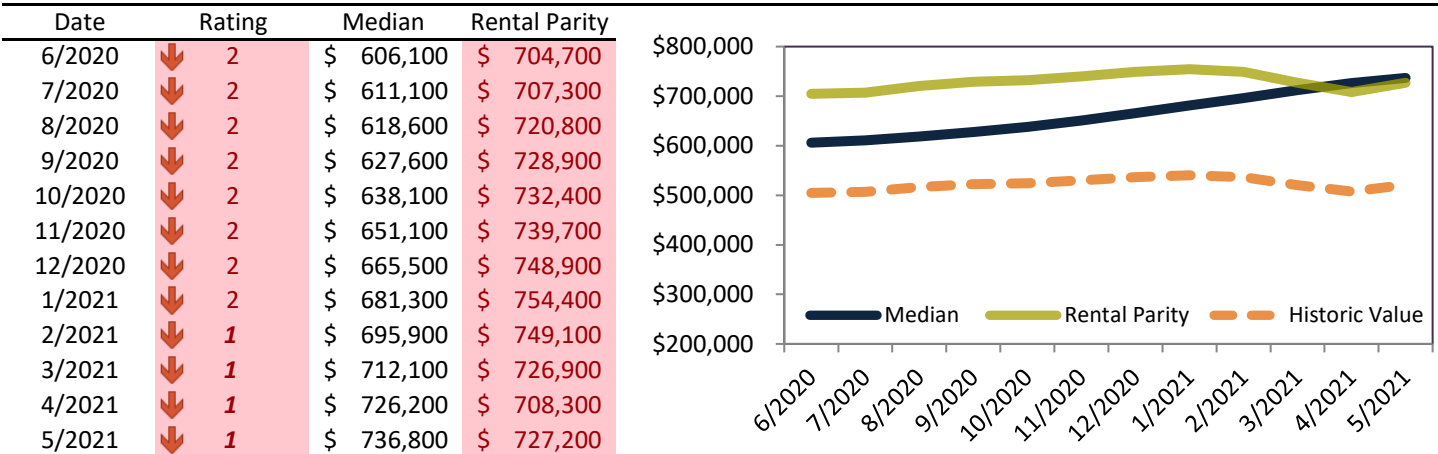 Date Rating Median Rental Parity
6/2020 2 $ 606,100 $ 704,700
7/2020 2 $ 611,100 $ 707,300
8/2020 2 $ 618,600 $ 720,800
9/2020 2 $ 627,600 $ 728,900
10/2020 2 $ 638,100 $ 732,400
11/2020 2 $ 651,100 $ 739,700
12/2020 2 $ 665,500 $ 748,900
1/2021 2 $ 681,300 $ 754,400
2/2021 1 $ 695,900 $ 749,100
3/2021 1 $ 712,100 $ 726,900
4/2021 1 $ 726,200 $ 708,300
5/2021 1 $ 736,800 $ 727,200
$800,000
$700,000
$600,000
$500,000
$400,000
$300,000
$200,000
Median Rental Parity Historic Value
6/2020 7/2020 8/2020 9/2020 10/2020 11/2020 12/2020 1/2021 2/2021 3/2021 4/2021 5/2021